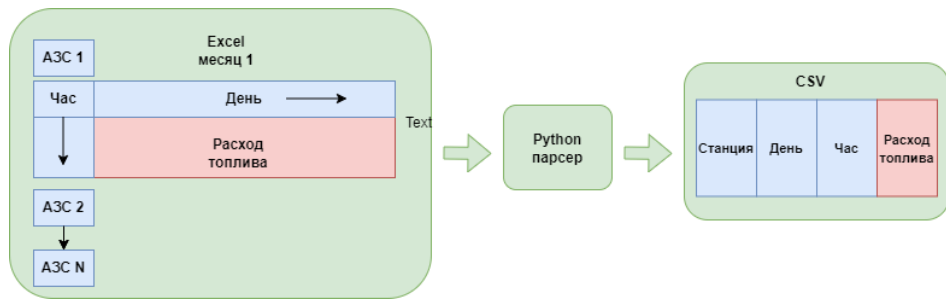 Excel
месяц 1
АЗС 1
Час
День
Расход
топлива
АЗС 2
АЗС N
Text
Python
парсер
CSV
Станция
День
Час
Расход
топлива